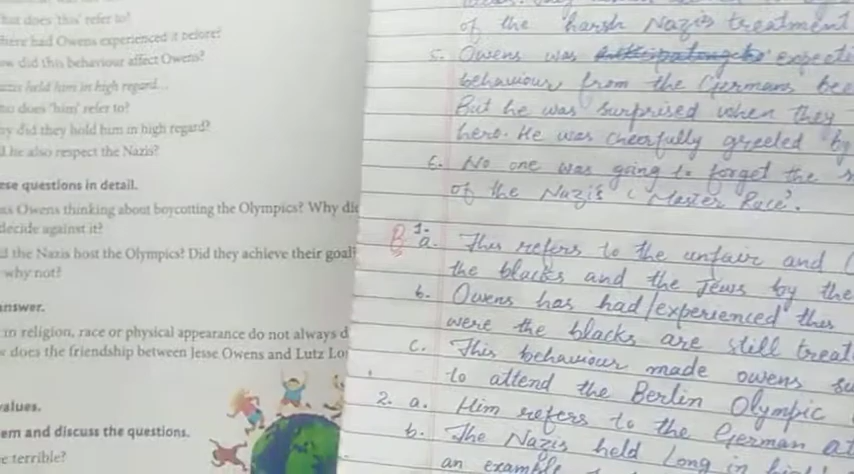 hat does 'this' refer to?
here had Owens experienced it before?
ow did this behaviour affect Owens?
azis held him in high regard...
ho does 'him' refer to?
hy did they hold him in high regard?
d he also respect the Nazis?
ese questions in detail.
as Owens thinking about boycotting the Olympics? Why di
decide against it?
d the Nazis host the Olympics? Did they achieve their goal
why not?
answer.
in religion, race or physical appearance do not always d
does the friendship between Jesse Owens and Lutz Lo
values.
em and discuss the questions.
e terrible?
of the harsh Nazis treatment
5. Owens was expecti
behaviour from the Germans bec
But he was surprised when they
here. He was cheerfully greeled by
6. No one was going to forget the
of the Nazi's 'Master Race'.
B 1.
a. This refers to the unfair and
the blacks and the Jews by the
b. Owens has had/experienced this
were the blacks are still treat
c. This behaviour made owens su
to attend the Berlin Olympic
2. a. Him refers to the German at
b. The Nazis held Long in hi
an example